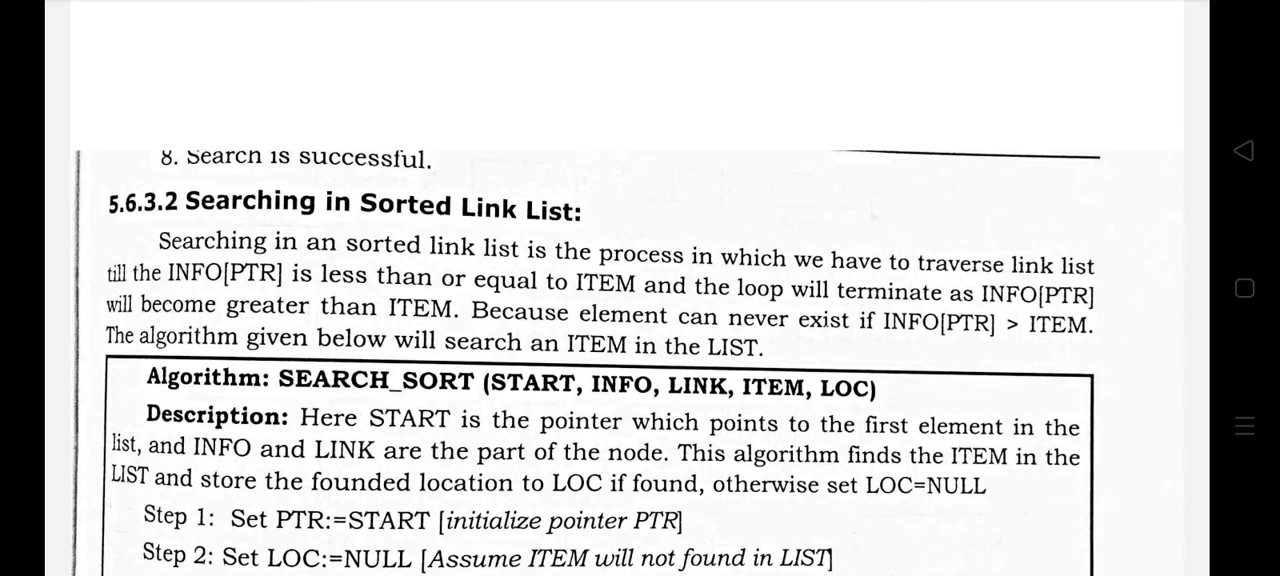 8. Search is successful.
5.6.3.2 Searching in Sorted Link List:
Searching in an sorted link list is the process in which we have to traverse link list
till the INFO[PTR] is less than or equal to ITEM and the loop will terminate as INFO[PTR]
will become greater than ITEM. Because element can never exist if INFO[PTR] > ITEM.
The algorithm given below will search an ITEM in the LIST.
Algorithm: SEARCH_SORT (START, INFO, LINK, ITEM, LOC)
Description: Here START is the pointer which points to the first element in the
list, and INFO and LINK are the part of the node. This algorithm finds the ITEM in the
LIST and store the founded location to LOC if found, otherwise set LOC=NULL
Step 1: Set PTR:=START [initialize pointer PTR]
Step 2: Set LOC:=NULL [Assume ITEM will not found in LIST]